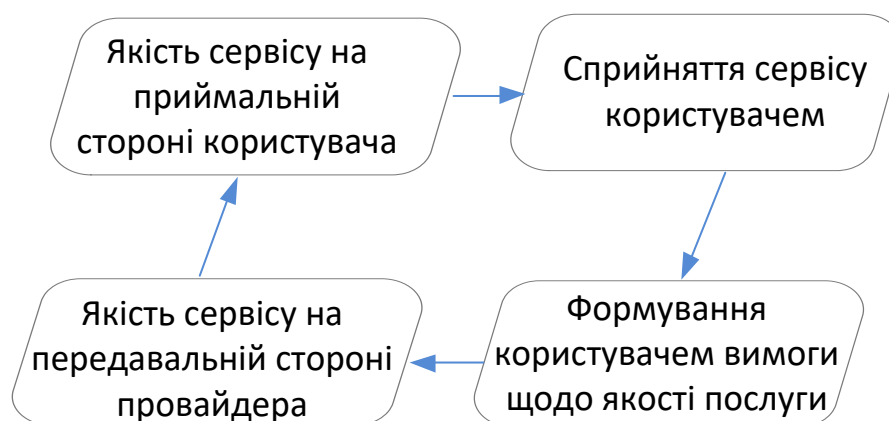 Якість сервісу на
приймальній
стороні користувача
Сприйняття сервісу
користувачем
Якість сервісу на
передавальній стороні
провайдера
Формування
користувачем вимоги
щодо якості послуги